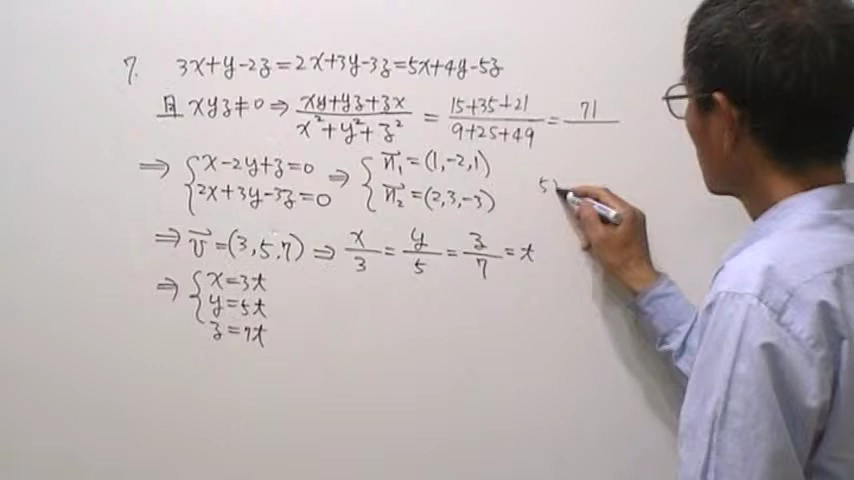 7. 3x+y-2z=2x+3y-3z=5x+4y-5z
且 xyz≠0 ⇒ (xy+yz+zx)/(x²+y²+z²) = (15+35+21)/(9+25+49) = 71/
⇒ { x-2y+z=0 ⇒ { n₁⃗=(1,-2,1)
2x+3y-3z=0 n₂⃗=(2,3,-3) 5
⇒ v⃗=(3,5,7) ⇒ x/3 = y/5 = z/7 = t
⇒ { x=3t
y=5t
z=7t